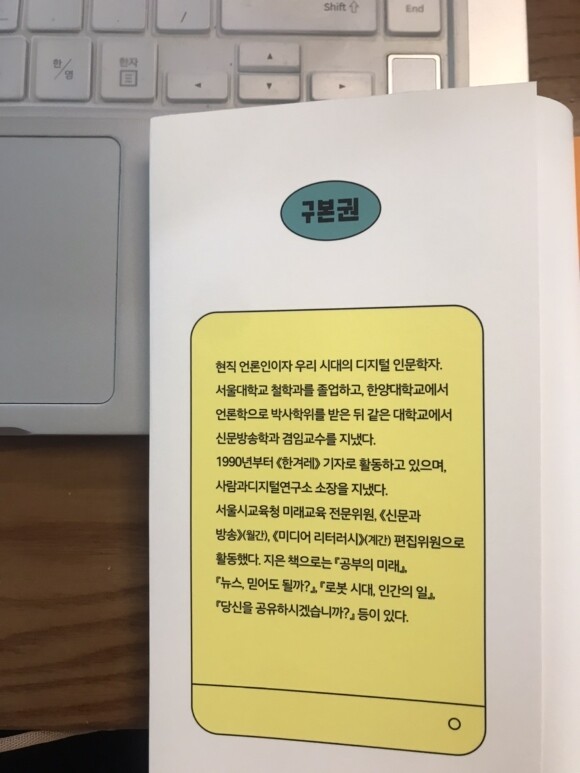 Shift ⇧
End
한/영
한자
구본권
현직 언론인이자 우리 시대의 디지털 인문학자.
서울대학교 철학과를 졸업하고, 한양대학교에서
언론학으로 박사학위를 받은 뒤 같은 대학교에서
신문방송학과 겸임교수를 지냈다.
1990년부터 《한겨레》 기자로 활동하고 있으며,
사람과디지털연구소 소장을 지냈다.
서울시교육청 미래교육 전문위원, 《신문과
방송》(월간), 《미디어 리터러시》(계간) 편집위원으로
활동했다. 지은 책으로는 『공부의 미래』,
『뉴스, 믿어도 될까?』, 『로봇 시대, 인간의 일』,
『당신을 공유하시겠습니까?』 등이 있다.